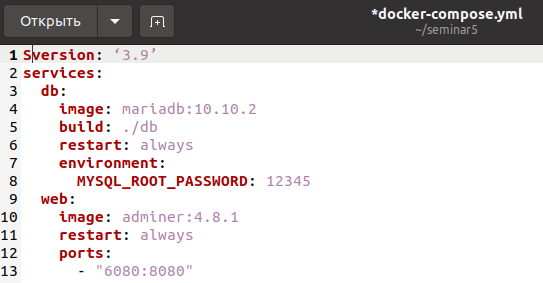 Открыть
*docker-compose.yml
~/seminar5
1 Sversion: ‘3.9’
2 services:
3   db:
4     image: mariadb:10.10.2
5     build: ./db
6     restart: always
7     environment:
8       MYSQL_ROOT_PASSWORD: 12345
9   web:
10     image: adminer:4.8.1
11     restart: always
12     ports:
13       - "6080:8080"